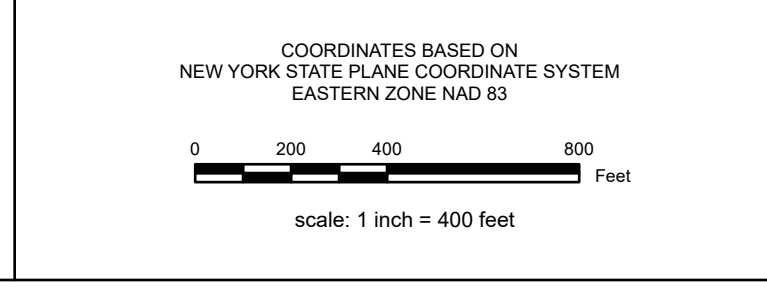 COORDINATES BASED ON
NEW YORK STATE PLANE COORDINATE SYSTEM
EASTERN ZONE NAD 83
0 200 400 800
Feet
scale: 1 inch = 400 feet